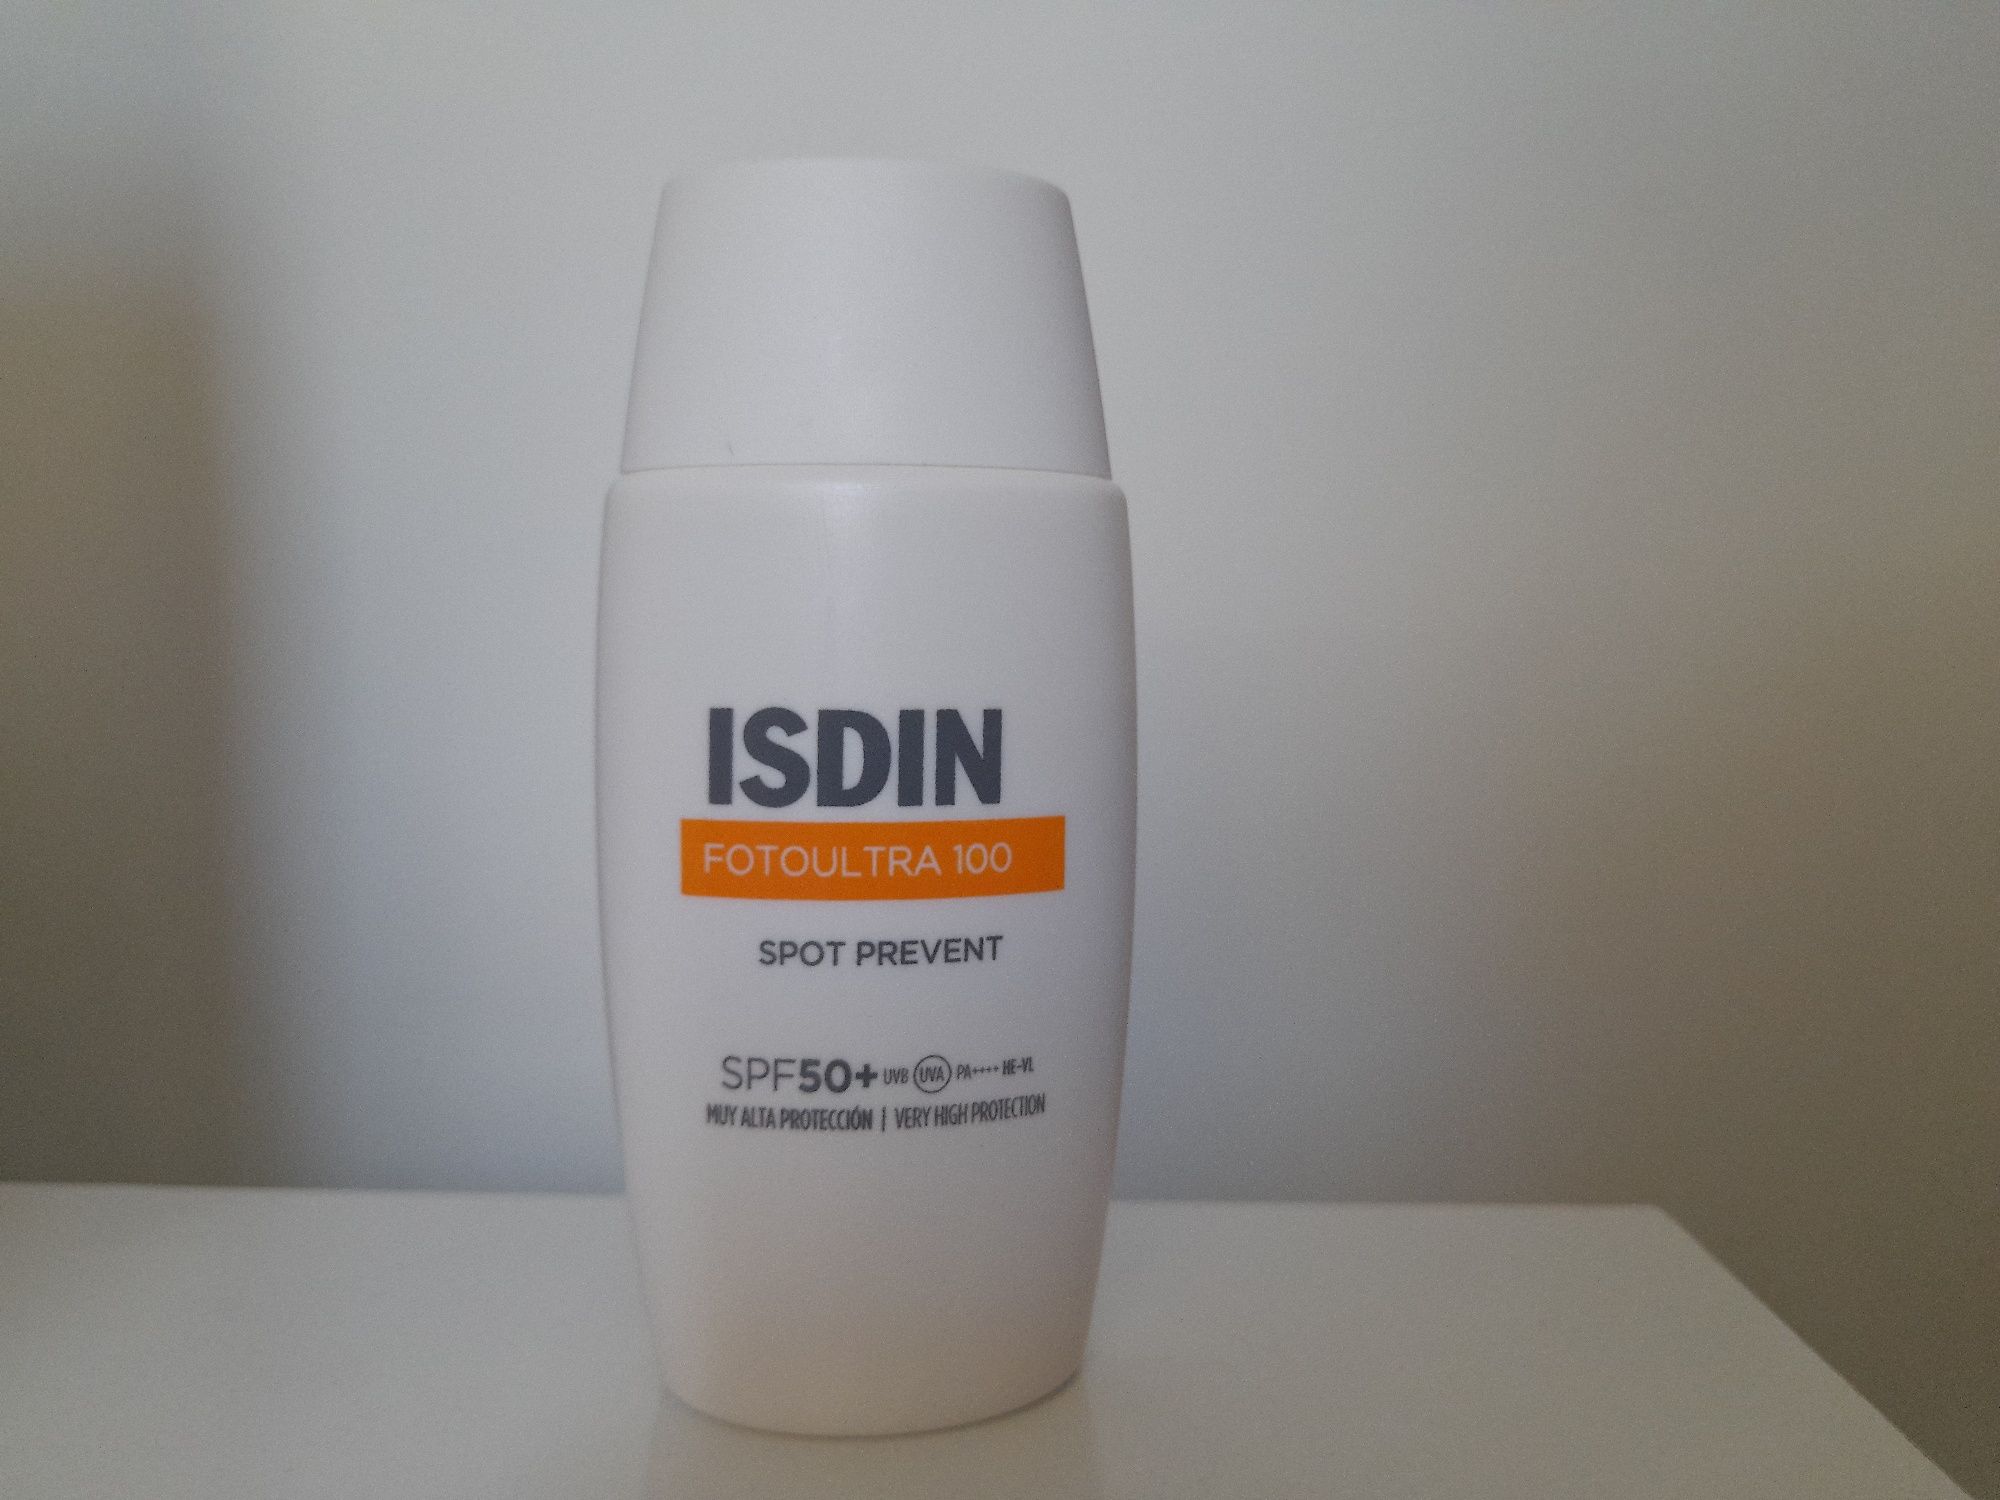 ISDIN
FOTOULTRA 100
SPOT PREVENT
SPF50+ UVB UVA PA++++ HE-VL
MUY ALTA PROTECCIÓN | VERY HIGH PROTECTION